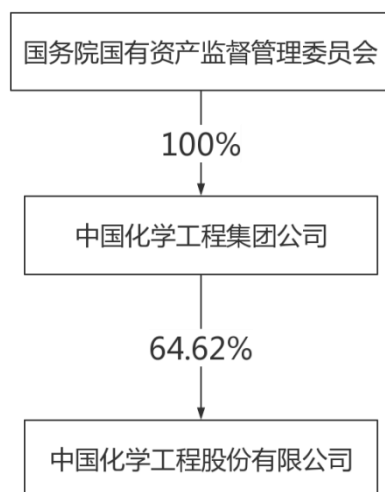 国务院国有资产监督管理委员会
100%
中国化学工程集团公司
64.62%
中国化学工程股份有限公司